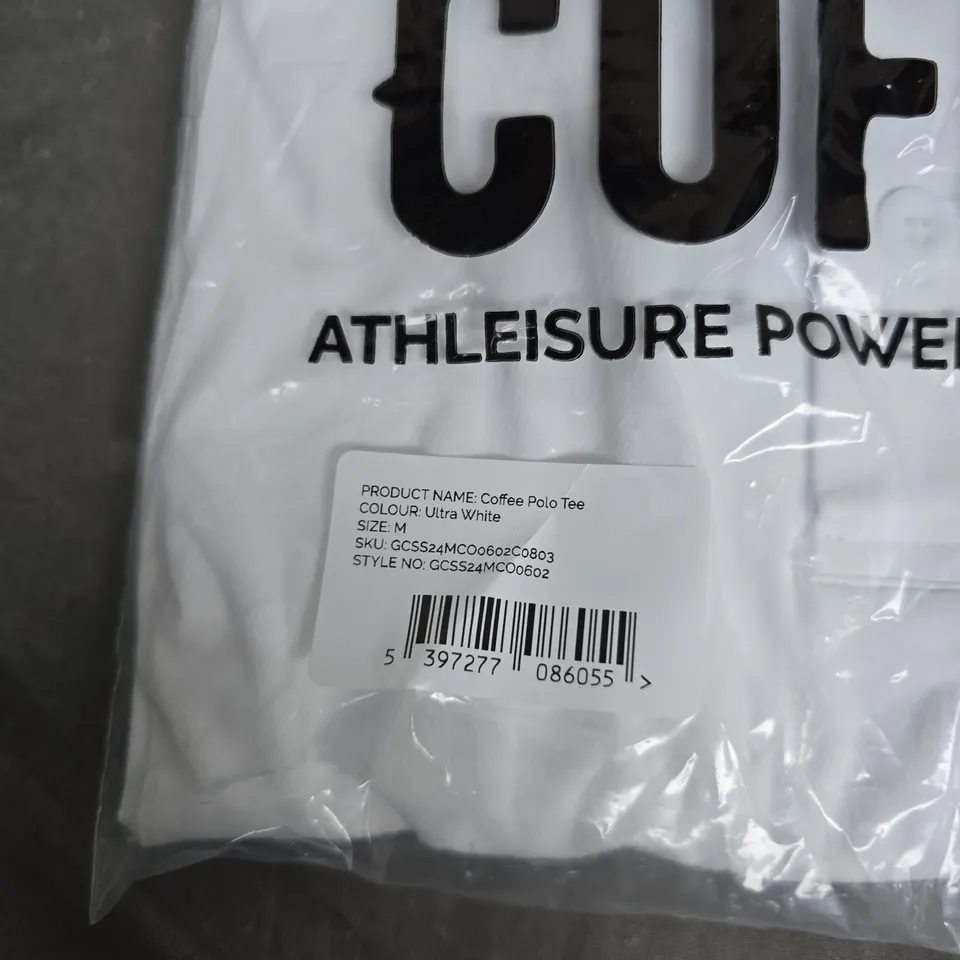 COF
ATHLEISURE POWE
PRODUCT NAME: Coffee Polo Tee
COLOUR: Ultra White
SIZE: M
SKU: GCSS24MCO0602C0803
STYLE NO: GCSS24MCO0602
5 397277 086055 >